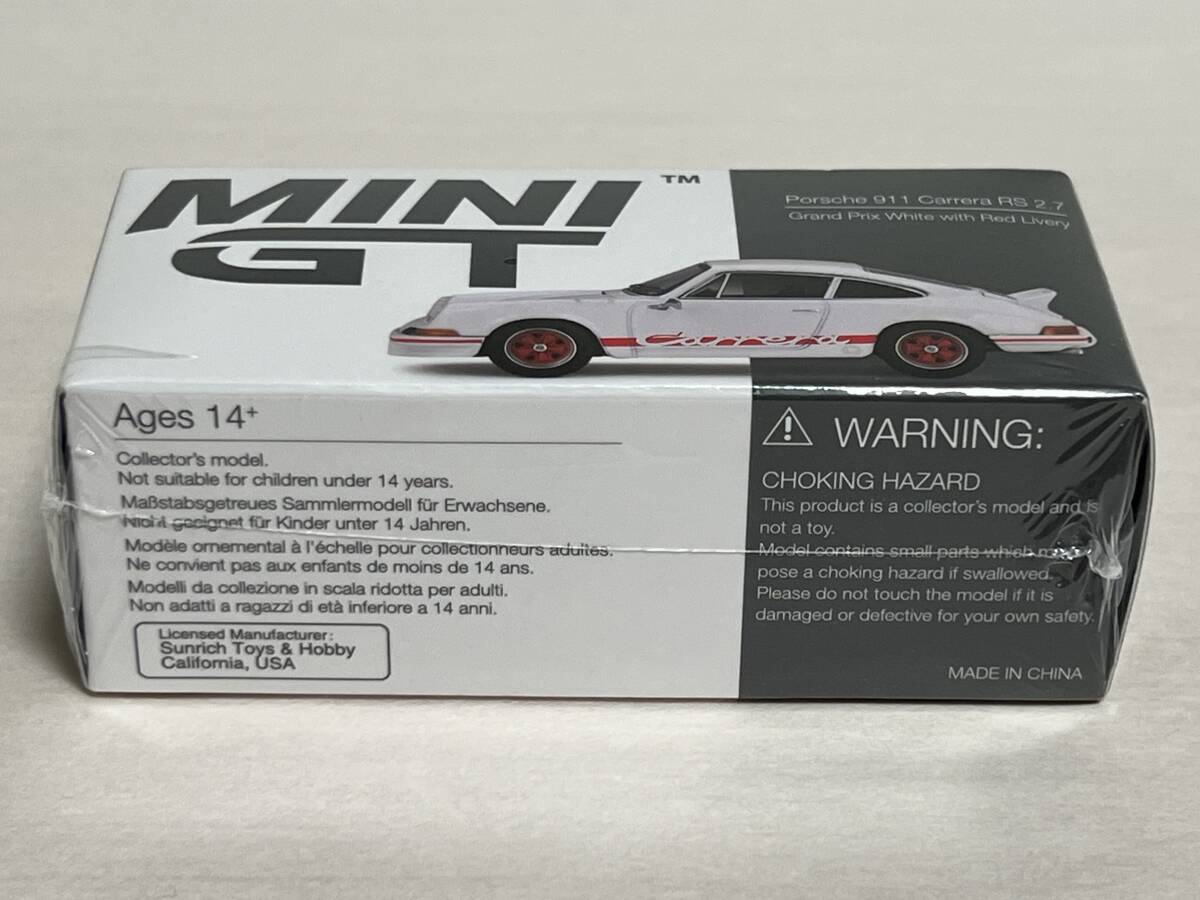 MINI GT™
Porsche 911 Carrera RS 2.7
Grand Prix White with Red Livery
Carrera
Ages 14+
Collector's model.
Not suitable for children under 14 years.
Maßstabsgetreues Sammlermodell für Erwachsene.
Nicht geeignet für Kinder unter 14 Jahren.
Modèle ornemental à l'échelle pour collectionneurs adultes.
Ne convient pas aux enfants de moins de 14 ans.
Modelli da collezione in scala ridotta per adulti.
Non adatti a ragazzi di età inferiore a 14 anni.
Licensed Manufacturer:
Sunrich Toys & Hobby
California, USA
WARNING:
CHOKING HAZARD
This product is a collector's model and is
not a toy.
Model contains small parts which may
pose a choking hazard if swallowed.
Please do not touch the model if it is
damaged or defective for your own safety.
MADE IN CHINA